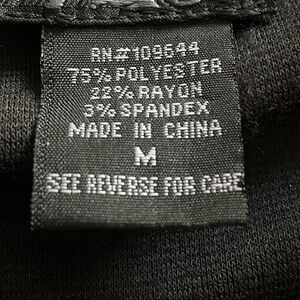 RN#109644
75% POLYESTER
22% RAYON
3% SPANDEX
MADE IN CHINA
M
SEE REVERSE FOR CARE